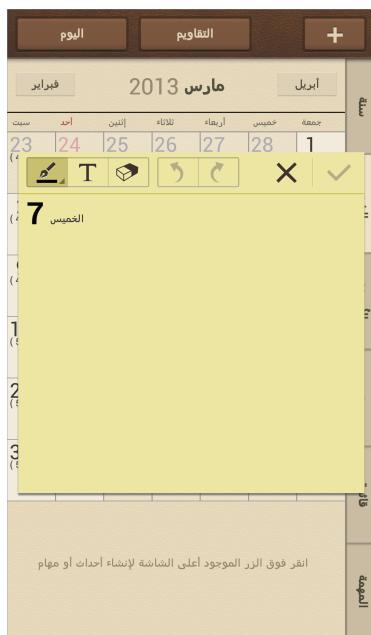 + التقاويم اليوم
أبريل مارس 2013 فبراير
سنة
سبت أحد إثنين ثلاثاء أربعاء خميس جمعة
23 24 25 26 27 28 1
T
7 الخميس
انقر فوق الزر الموجود أعلى الشاشة لإنشاء أحداث أو مهام
المهمة